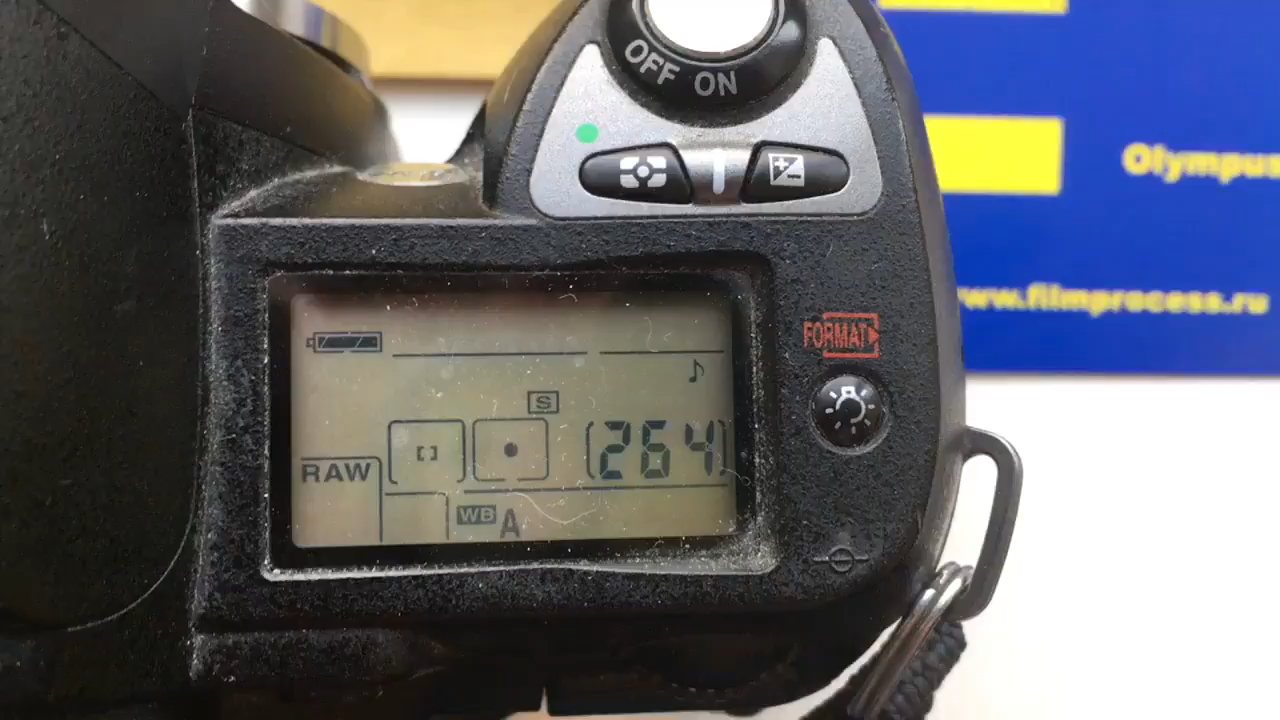 OFF ON
Olympus
www.filmprocess.ru
FORMAT
S
[264]
RAW
WB A